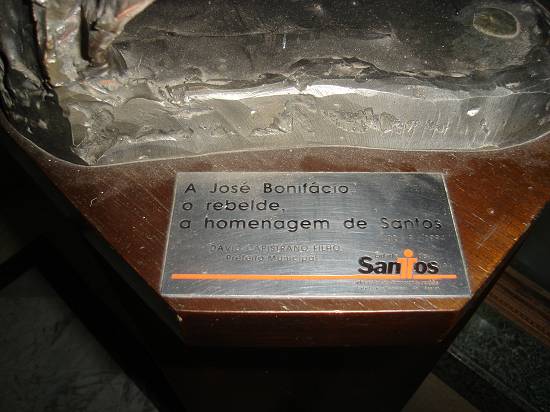 A José Bonifácio
o rebelde,
a homenagem de Santos
DAVID CAPISTRANO FILHO
Prefeito Municipal
Santos